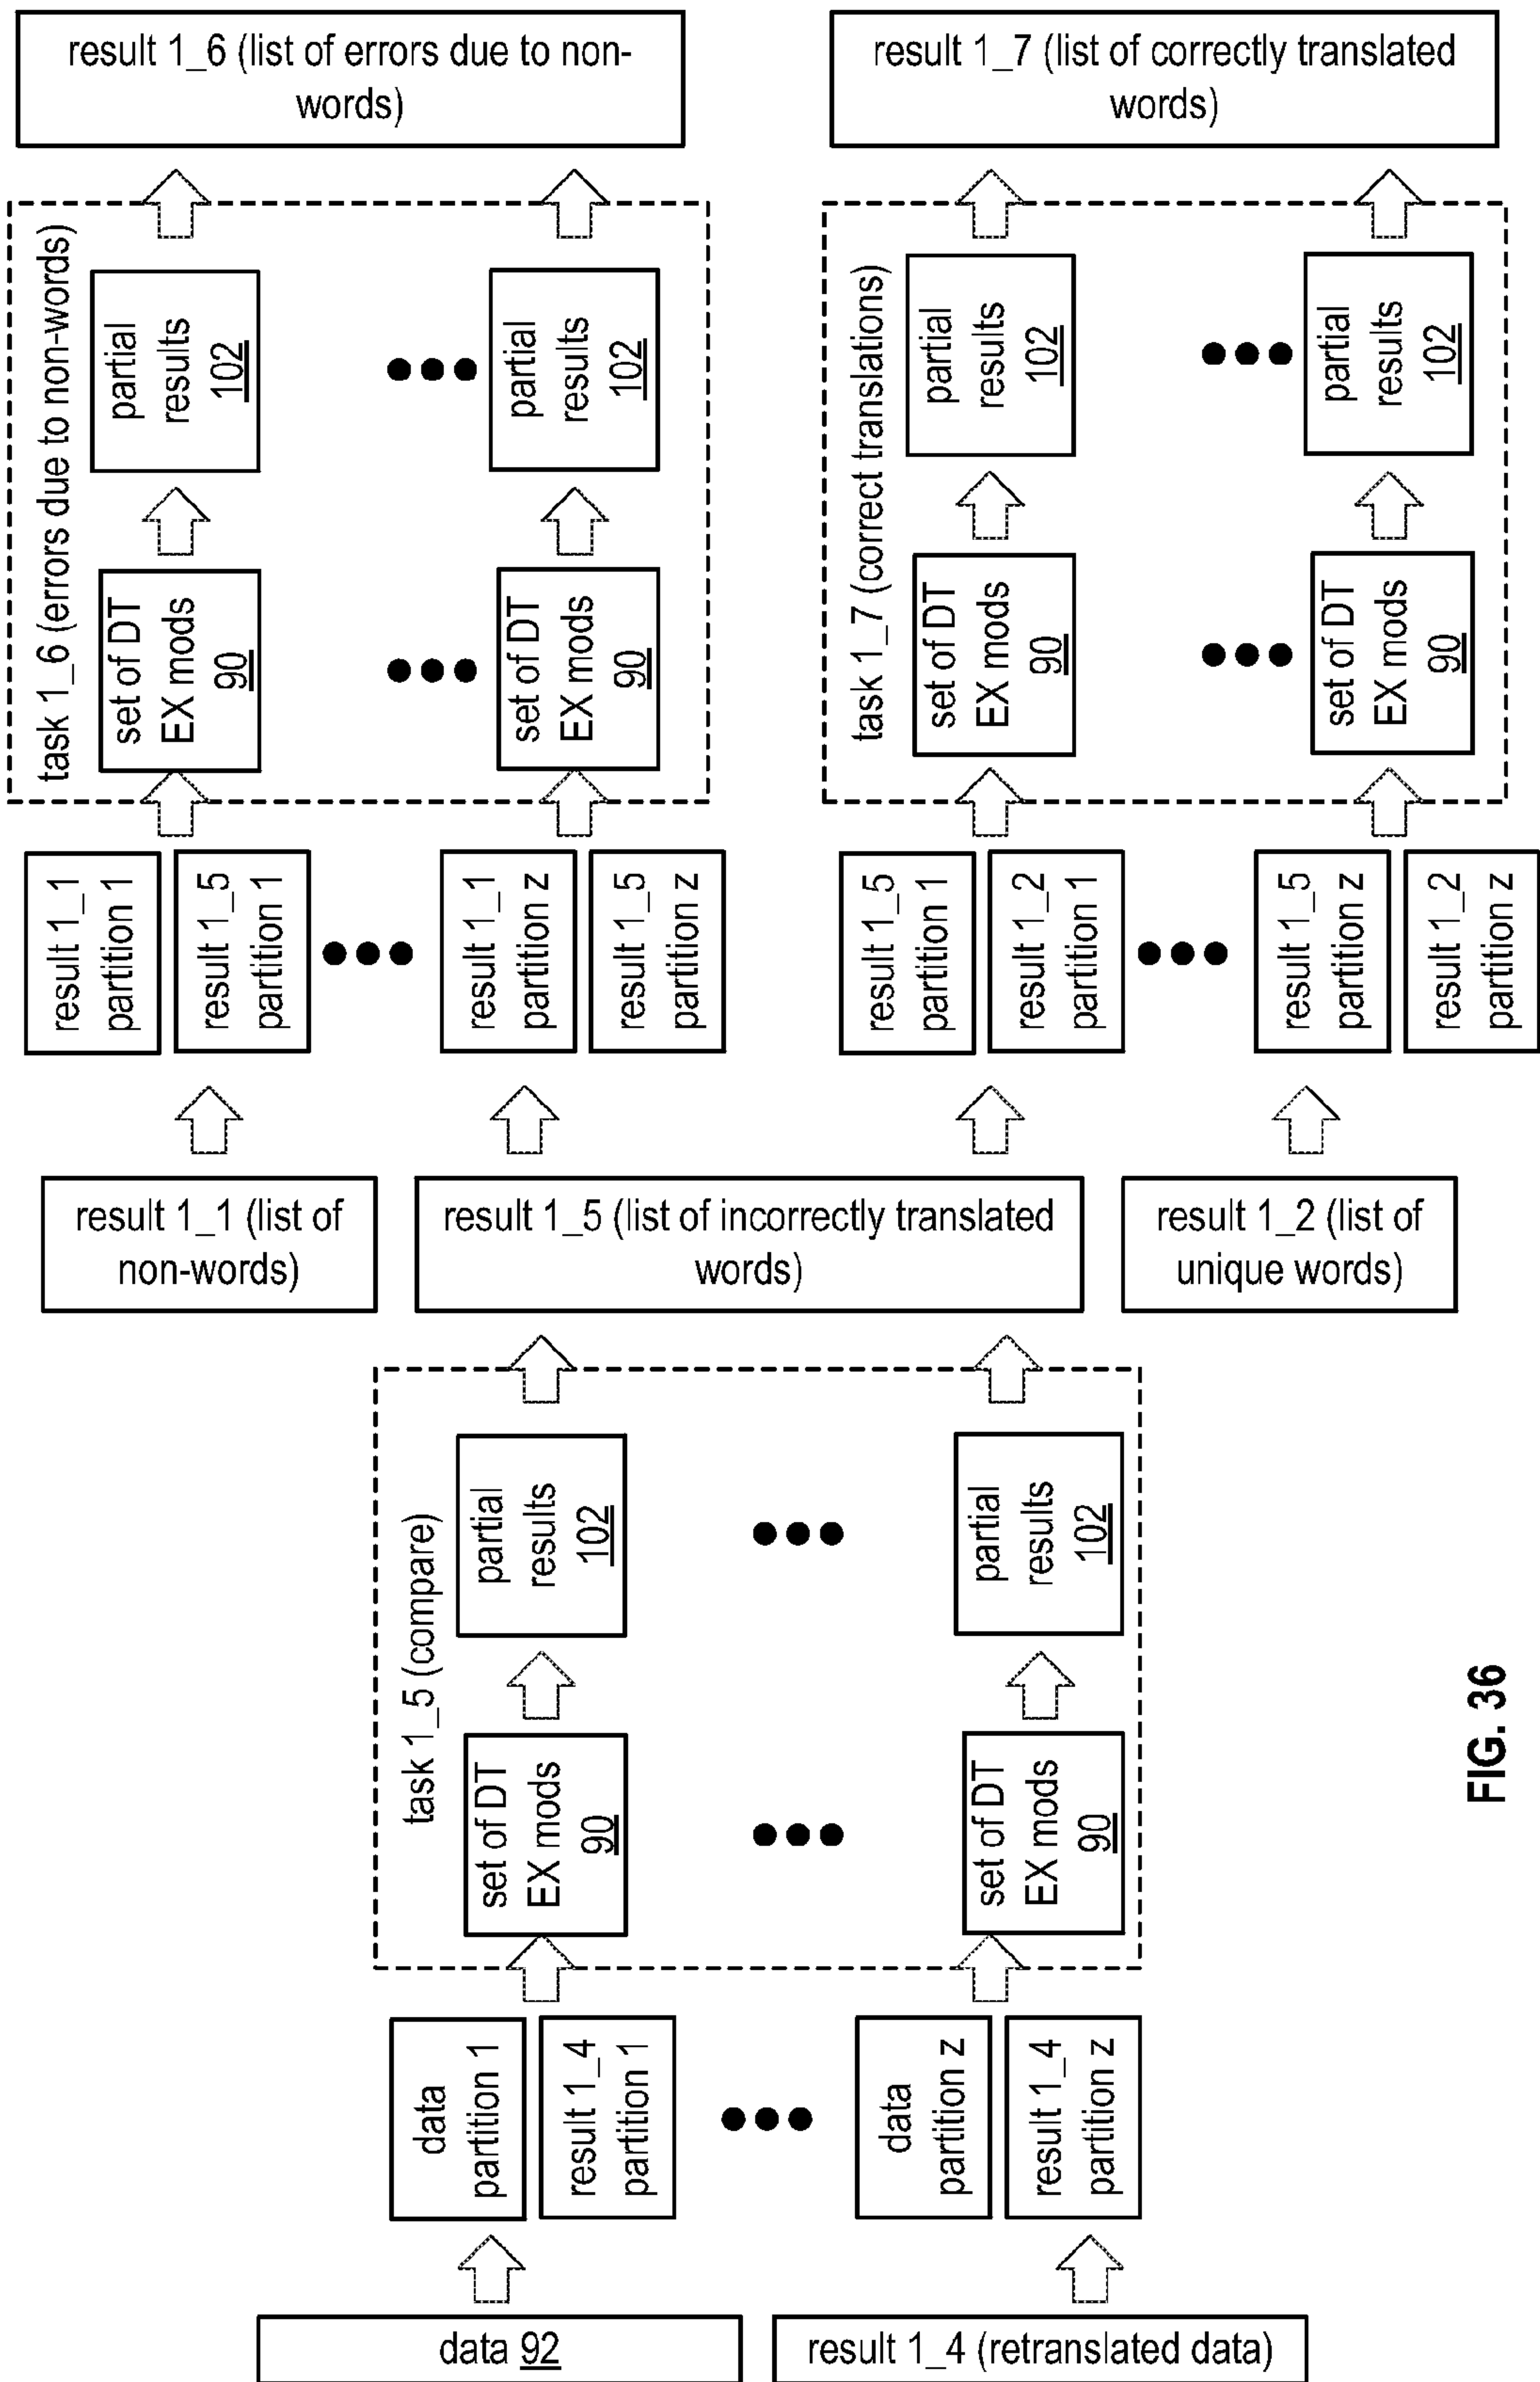 data 92
result 1_4 (retranslated data)
data
partition 1
result 1_4
partition 1
data
partition z
result 1_4
partition z
task 1_5 (compare)
set of DT
EX mods
90
partial
results
102
set of DT
EX mods
90
partial
results
102
result 1_1 (list of
non-words)
result 1_5 (list of incorrectly translated
words)
result 1_2 (list of
unique words)
result 1_1
partition 1
result 1_5
partition 1
result 1_1
partition z
result 1_5
partition z
task 1_6 (errors due to non-words)
set of DT
EX mods
90
partial
results
102
set of DT
EX mods
90
partial
results
102
result 1_6 (list of errors due to non-
words)
result 1_5
partition 1
result 1_2
partition 1
result 1_5
partition z
result 1_2
partition z
task 1_7 (correct translations)
set of DT
EX mods
90
partial
results
102
set of DT
EX mods
90
partial
results
102
result 1_7 (list of correctly translated
words)
FIG. 36